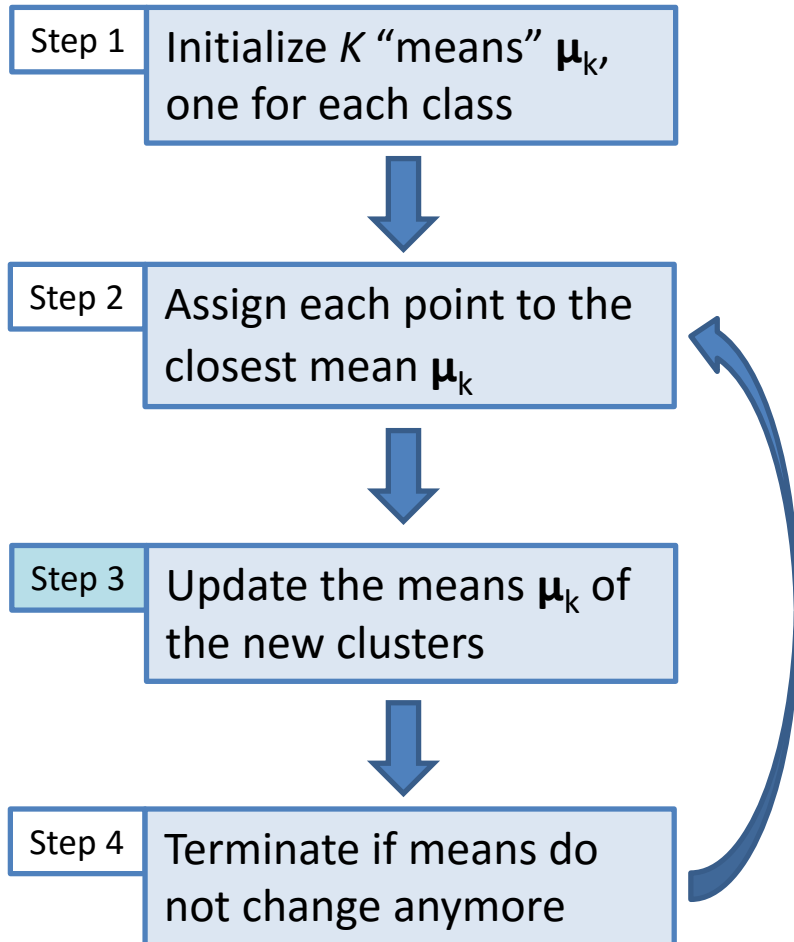 Step 1
Initialize K “means” μk,
one for each class
Step 2
Assign each point to the
closest mean μk
Step 3
Update the means μk of
the new clusters
Step 4
Terminate if means do
not change anymore